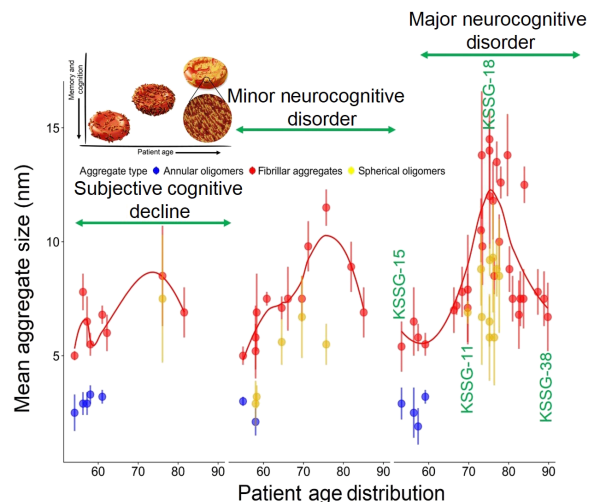 Major neurocognitive
disorder
Memory and
cognition
Patient age
Minor neurocognitive
disorder
KSSG-18
Aggregate type Annular oligomers Fibrillar aggregates Spherical oligomers
Subjective cognitive
decline
Mean aggregate size (nm)
15
10
5
KSSG-15
KSSG-11
KSSG-38
60 70 80 90
60 70 80 90
60 70 80 90
Patient age distribution